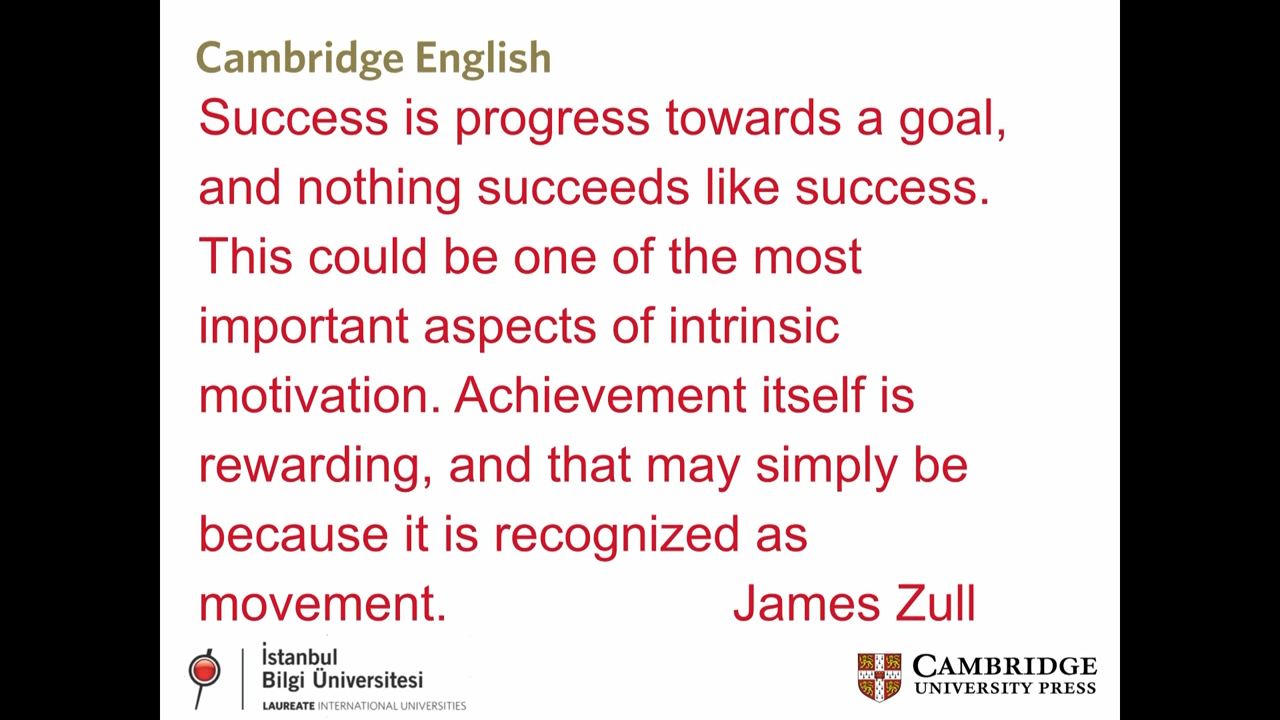 Cambridge English
Success is progress towards a goal,
and nothing succeeds like success.
This could be one of the most
important aspects of intrinsic
motivation. Achievement itself is
rewarding, and that may simply be
because it is recognized as
movement. James Zull
İstanbul
Bilgi Üniversitesi
LAUREATE INTERNATIONAL UNIVERSITIES
CAMBRIDGE
UNIVERSITY PRESS